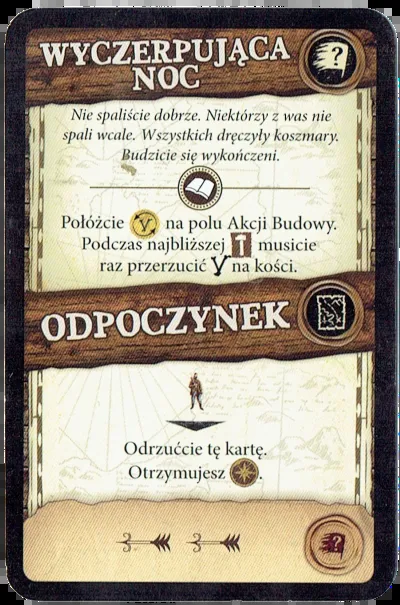 WYCZERPUJĄCA
NOC
?
Nie spaliście dobrze. Niektórzy z was nie
spali wcale. Wszystkich dręczyły koszmary.
Budzicie się wykończeni.
Połóżcie na polu Akcji Budowy.
Podczas najbliższej musicie
raz przerzucić na kości.
ODPOCZYNEK
Odrzućcie tę kartę.
Otrzymujesz .
?